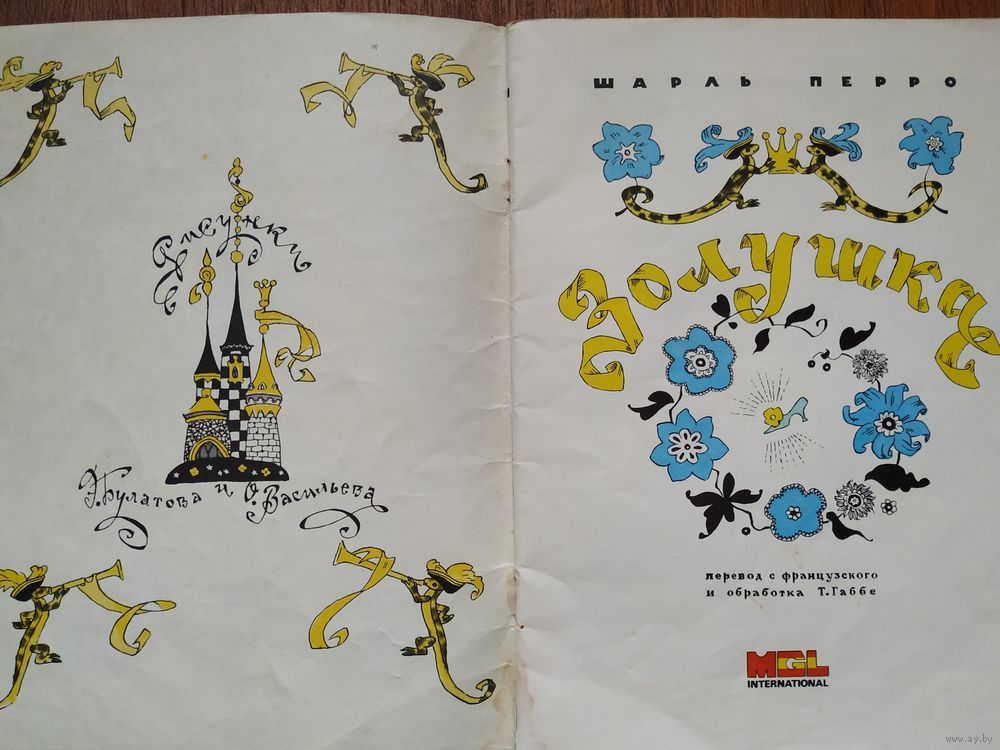 Рисунки
Э. Булатова и О. Васильева
ШАРЛЬ ПЕРРО
Золушка
перевод с французского
и обработка Т. Габбе
MGL
INTERNATIONAL
www.ay.by